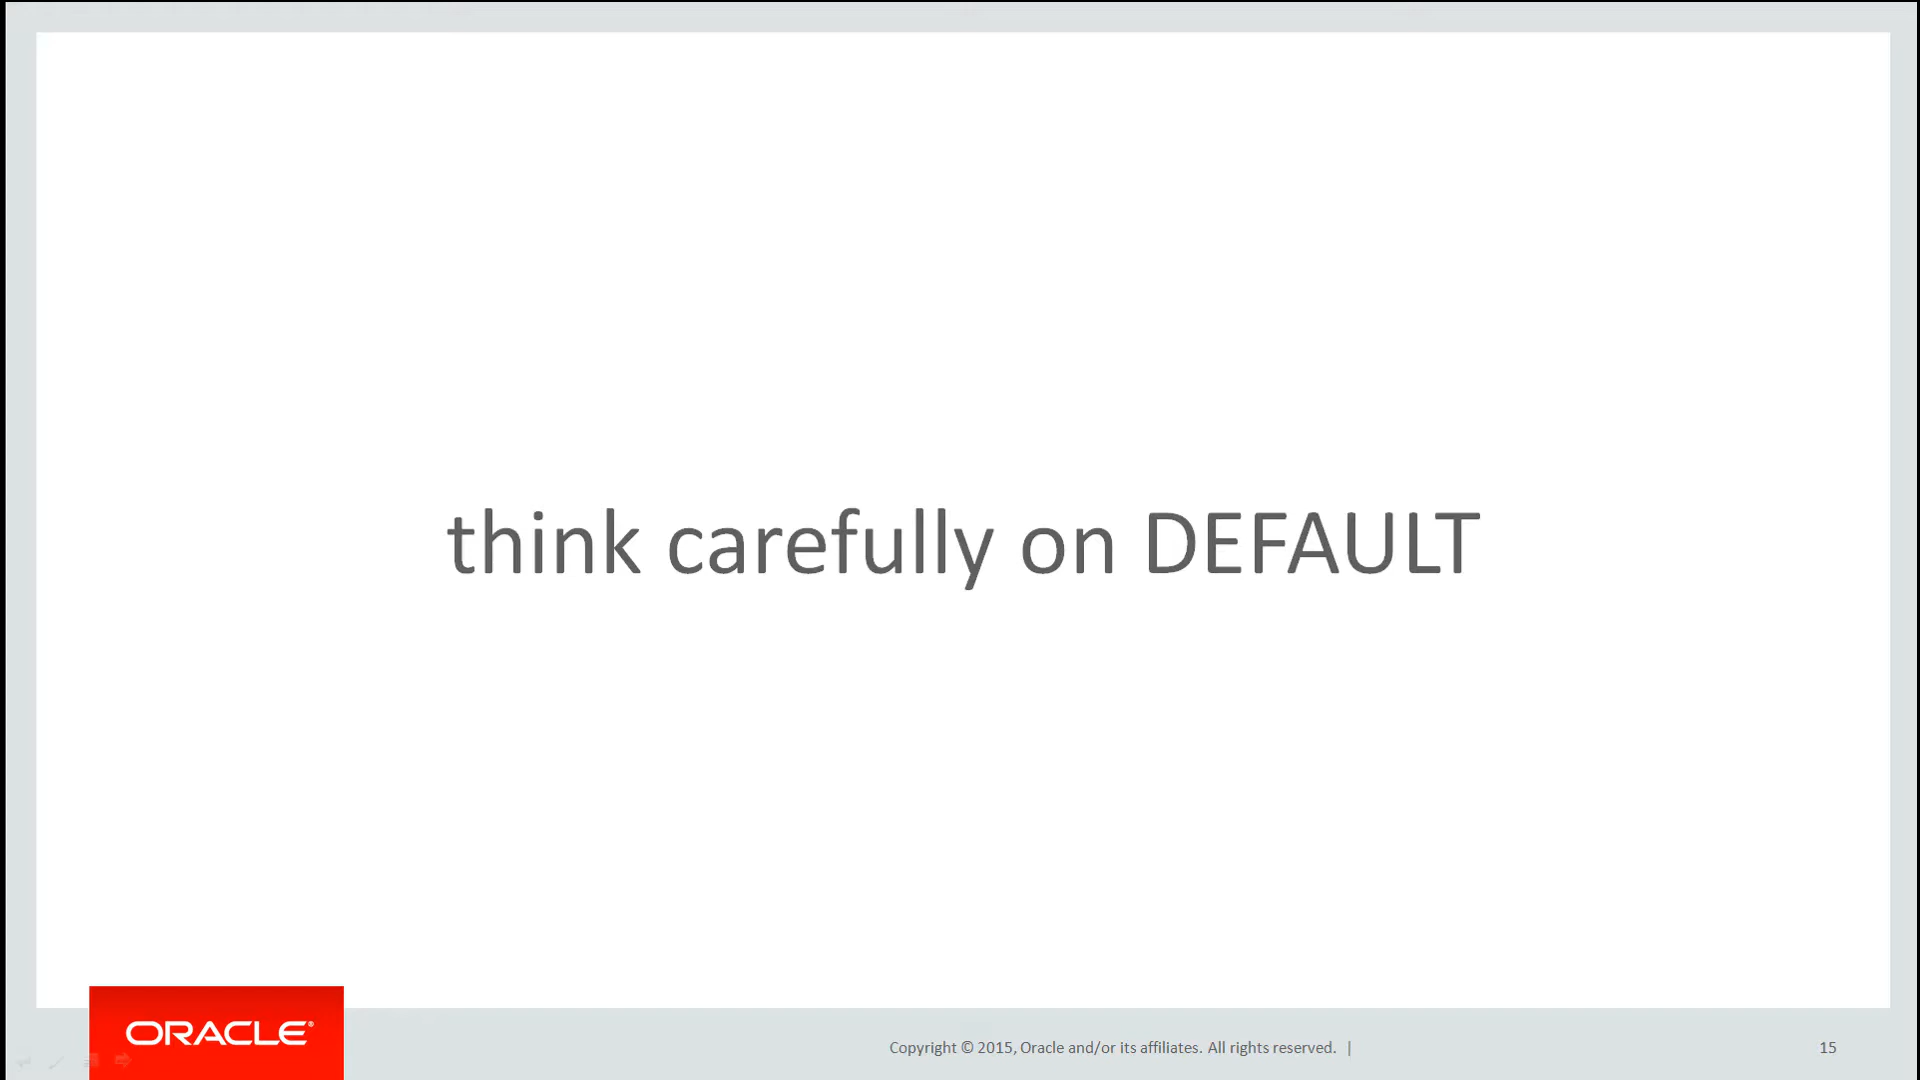 think carefully on DEFAULT
ORACLE®
Copyright © 2015, Oracle and/or its affiliates. All rights reserved. |
15